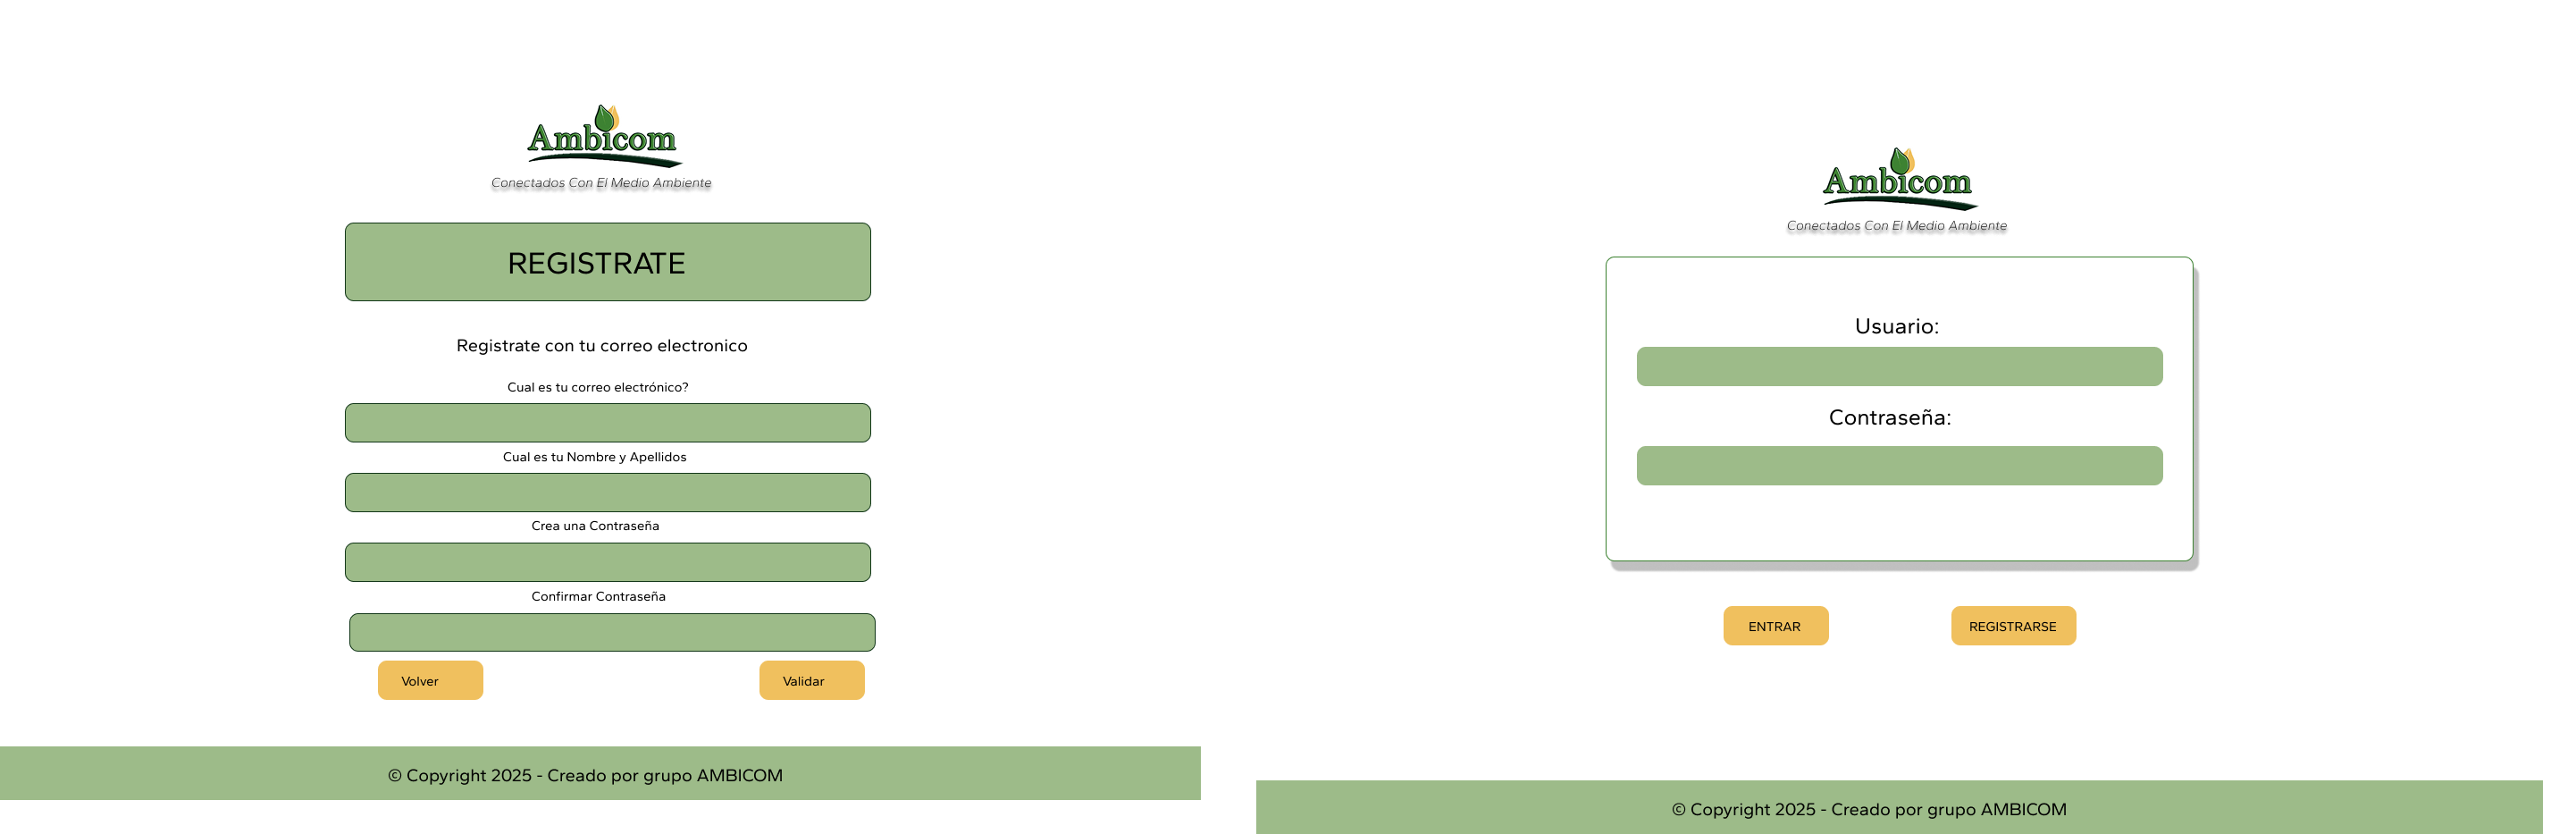 Ambicom
Conectados Con El Medio Ambiente
REGISTRATE
Registrate con tu correo electronico
Cual es tu correo electrónico?
Cual es tu Nombre y Apellidos
Crea una Contraseña
Confirmar Contraseña
Volver
Validar
© Copyright 2025 - Creado por grupo AMBICOM
Ambicom
Conectados Con El Medio Ambiente
Usuario:
Contraseña:
ENTRAR
REGISTRARSE
© Copyright 2025 - Creado por grupo AMBICOM